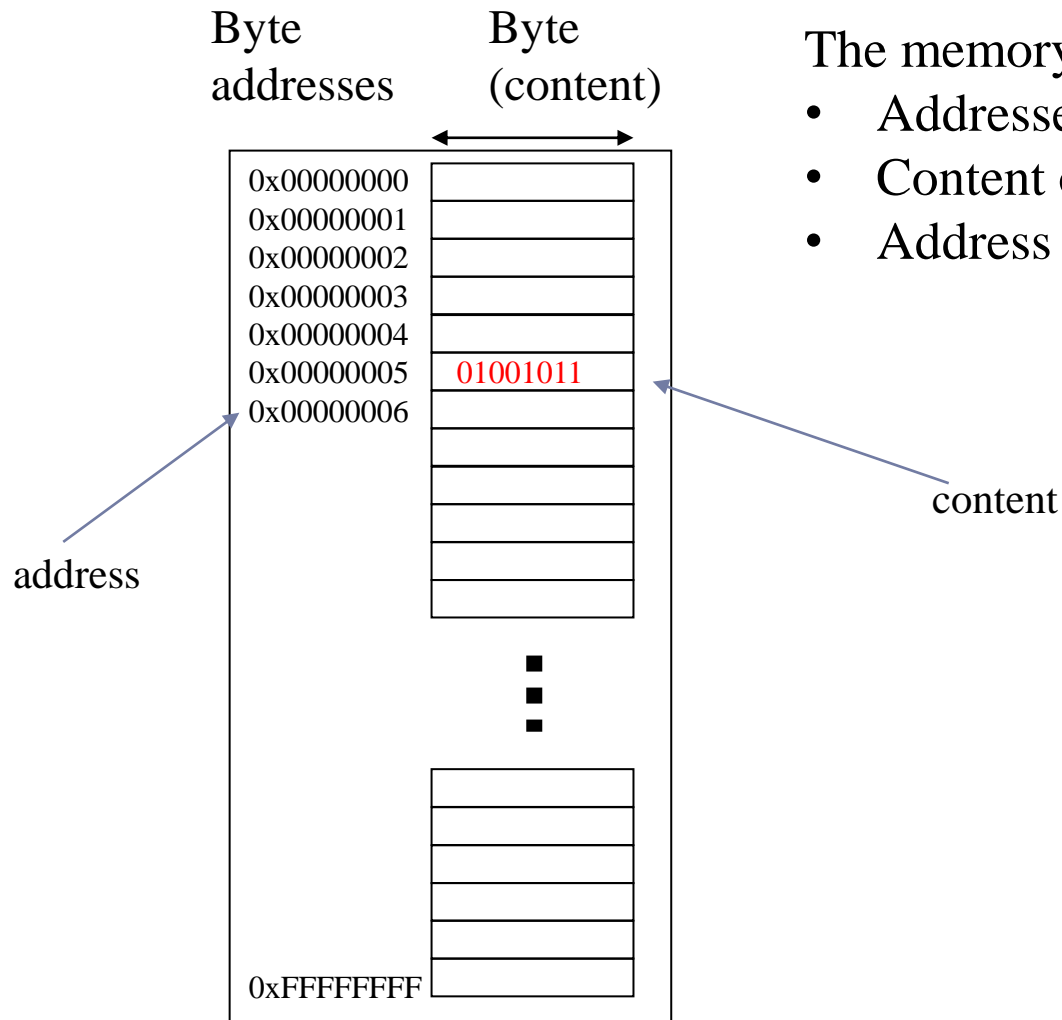 Byte
addresses
Byte
(content)
The memory
• Addresse
• Content
• Address
0x00000000
0x00000001
0x00000002
0x00000003
0x00000004
0x00000005 01001011
0x00000006
content
address
0xFFFFFFFF